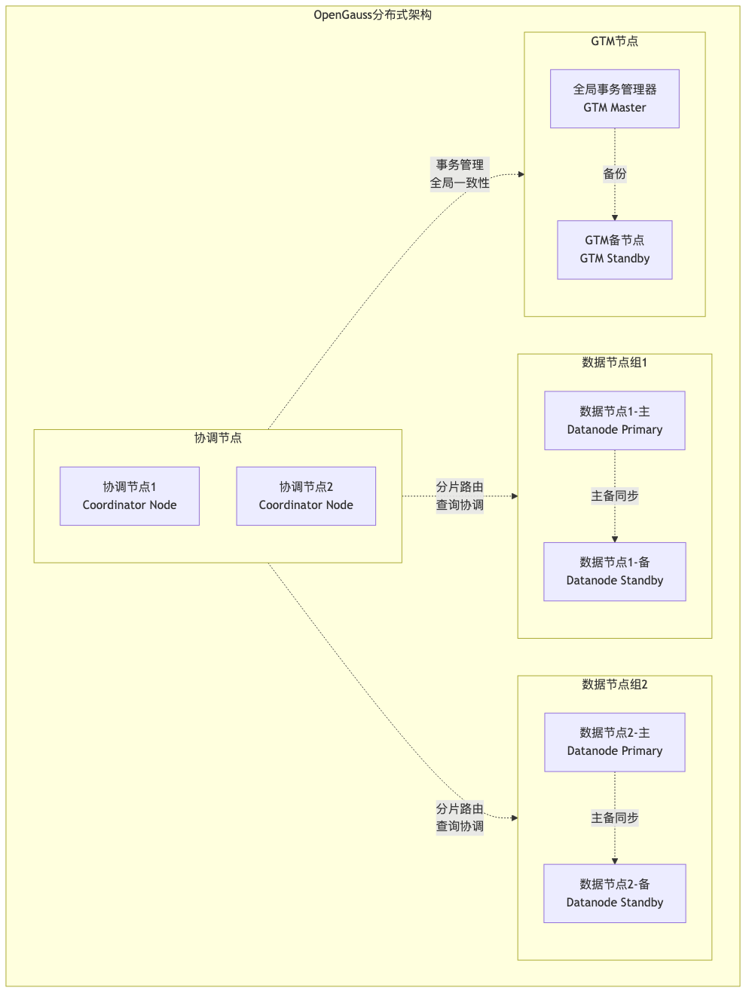 OpenGauss分布式架构
GTM节点
全局事务管理器
GTM Master
备份
GTM备节点
GTM Standby
事务管理
全局一致性
协调节点
协调节点1
Coordinator Node
协调节点2
Coordinator Node
分片路由
查询协调
数据节点组1
数据节点1-主
Datanode Primary
主备同步
数据节点1-备
Datanode Standby
分片路由
查询协调
数据节点组2
数据节点2-主
Datanode Primary
主备同步
数据节点2-备
Datanode Standby